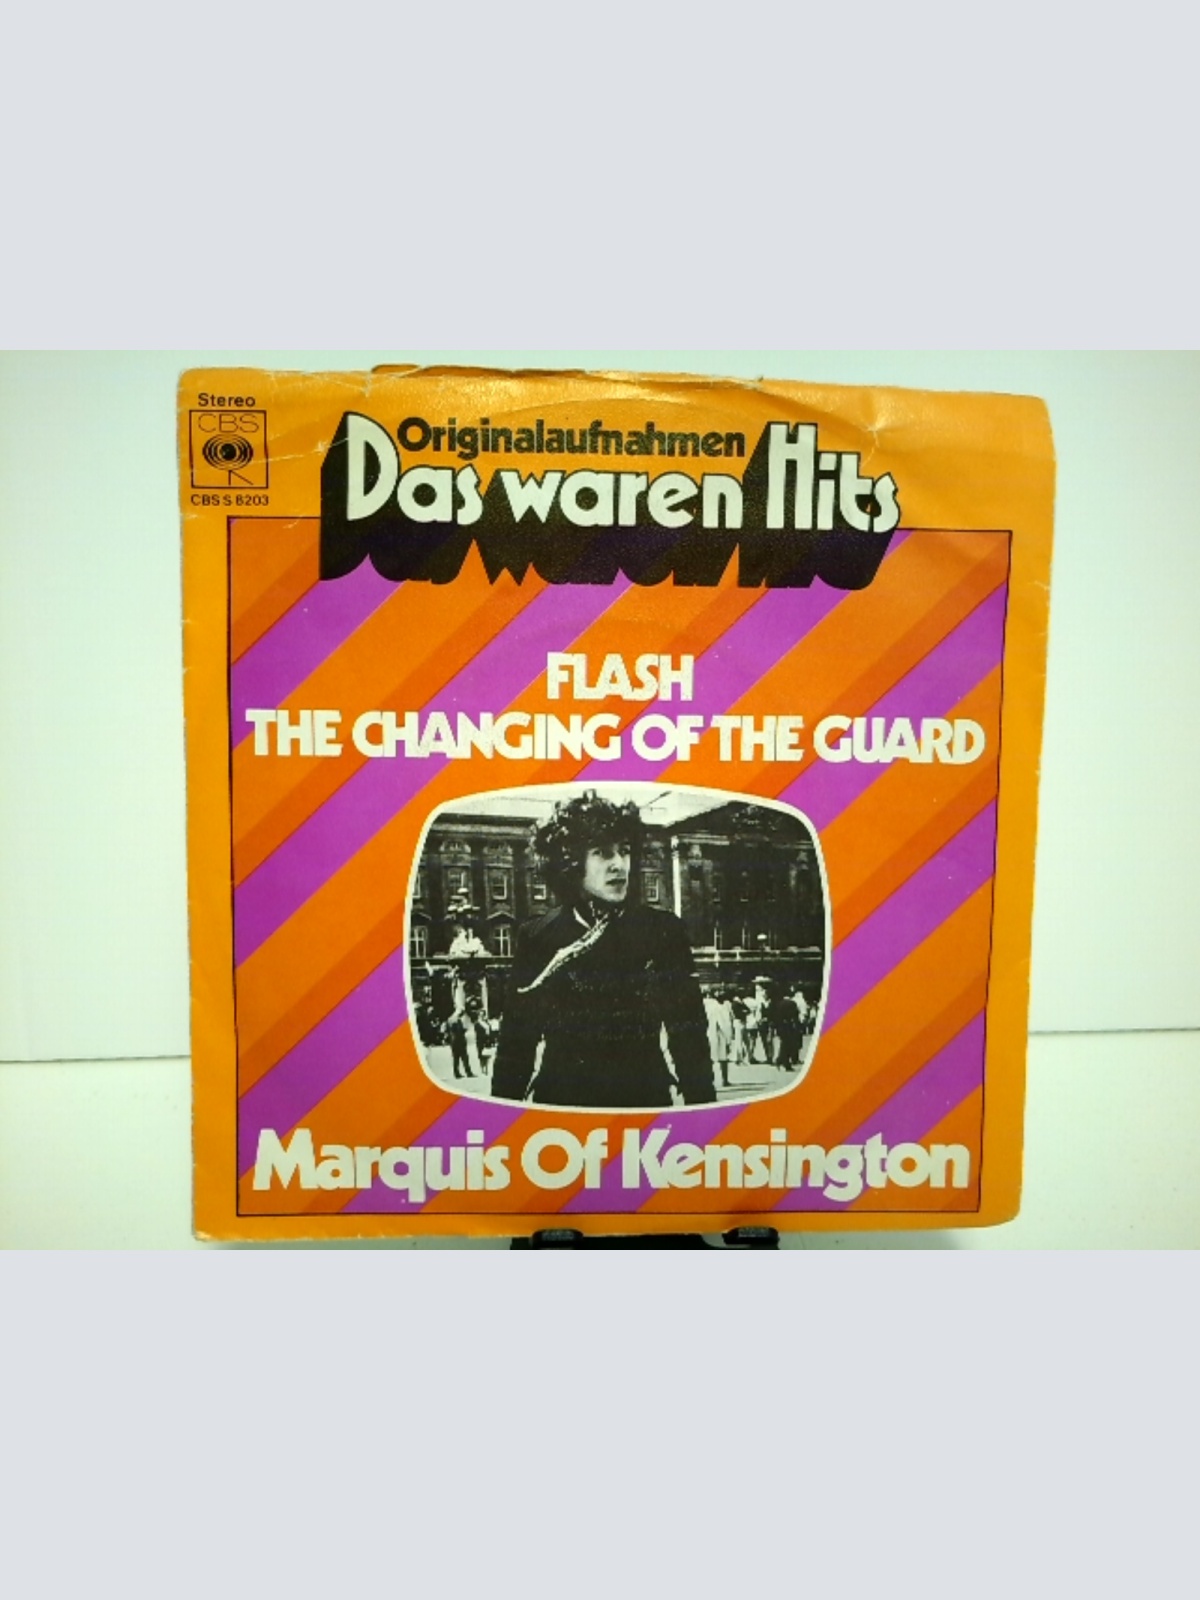 Stereo
CBS
CBS S 8203
Originalaufnahmen
Das waren Hits
FLASH
THE CHANGING OF THE GUARD
Marquis Of Kensington